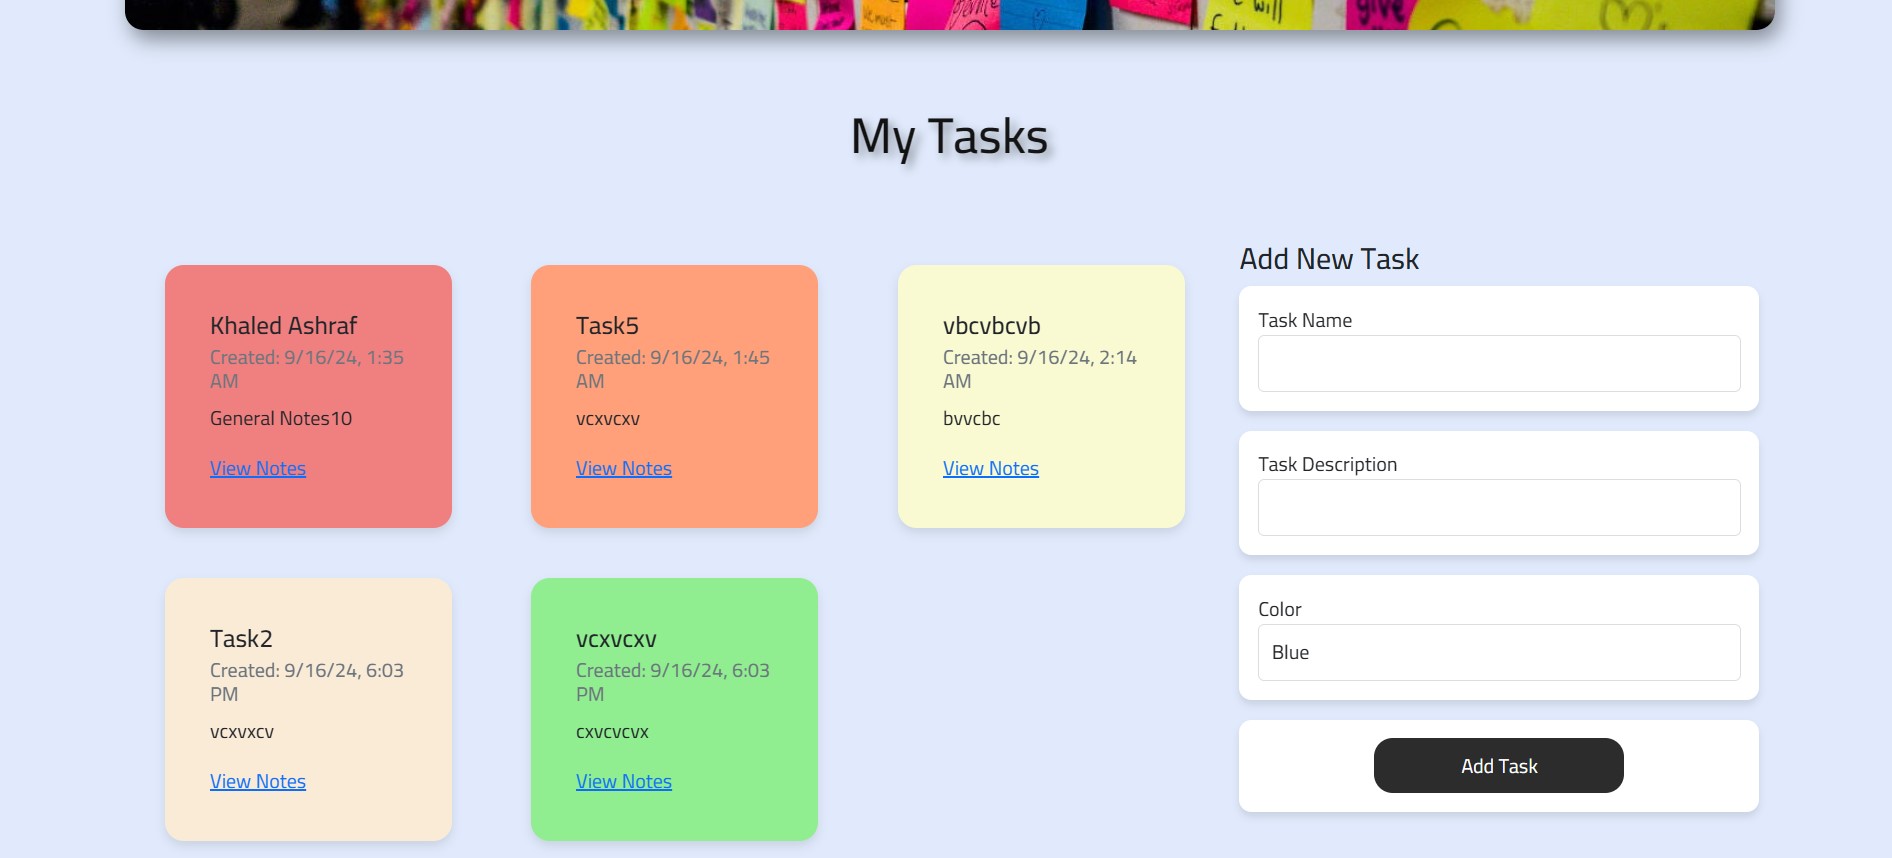 will
give
My Tasks
Khaled Ashraf
Created: 9/16/24, 1:35
AM
General Notes10
View Notes
Task5
Created: 9/16/24, 1:45
AM
vcxvcxv
View Notes
vbcvbcvb
Created: 9/16/24, 2:14
AM
bvvcbc
View Notes
Task2
Created: 9/16/24, 6:03
PM
vcxvxcv
View Notes
vcxvcxv
Created: 9/16/24, 6:03
PM
cxvcvcvx
View Notes
Add New Task
Task Name
Task Description
Color
Blue
Add Task